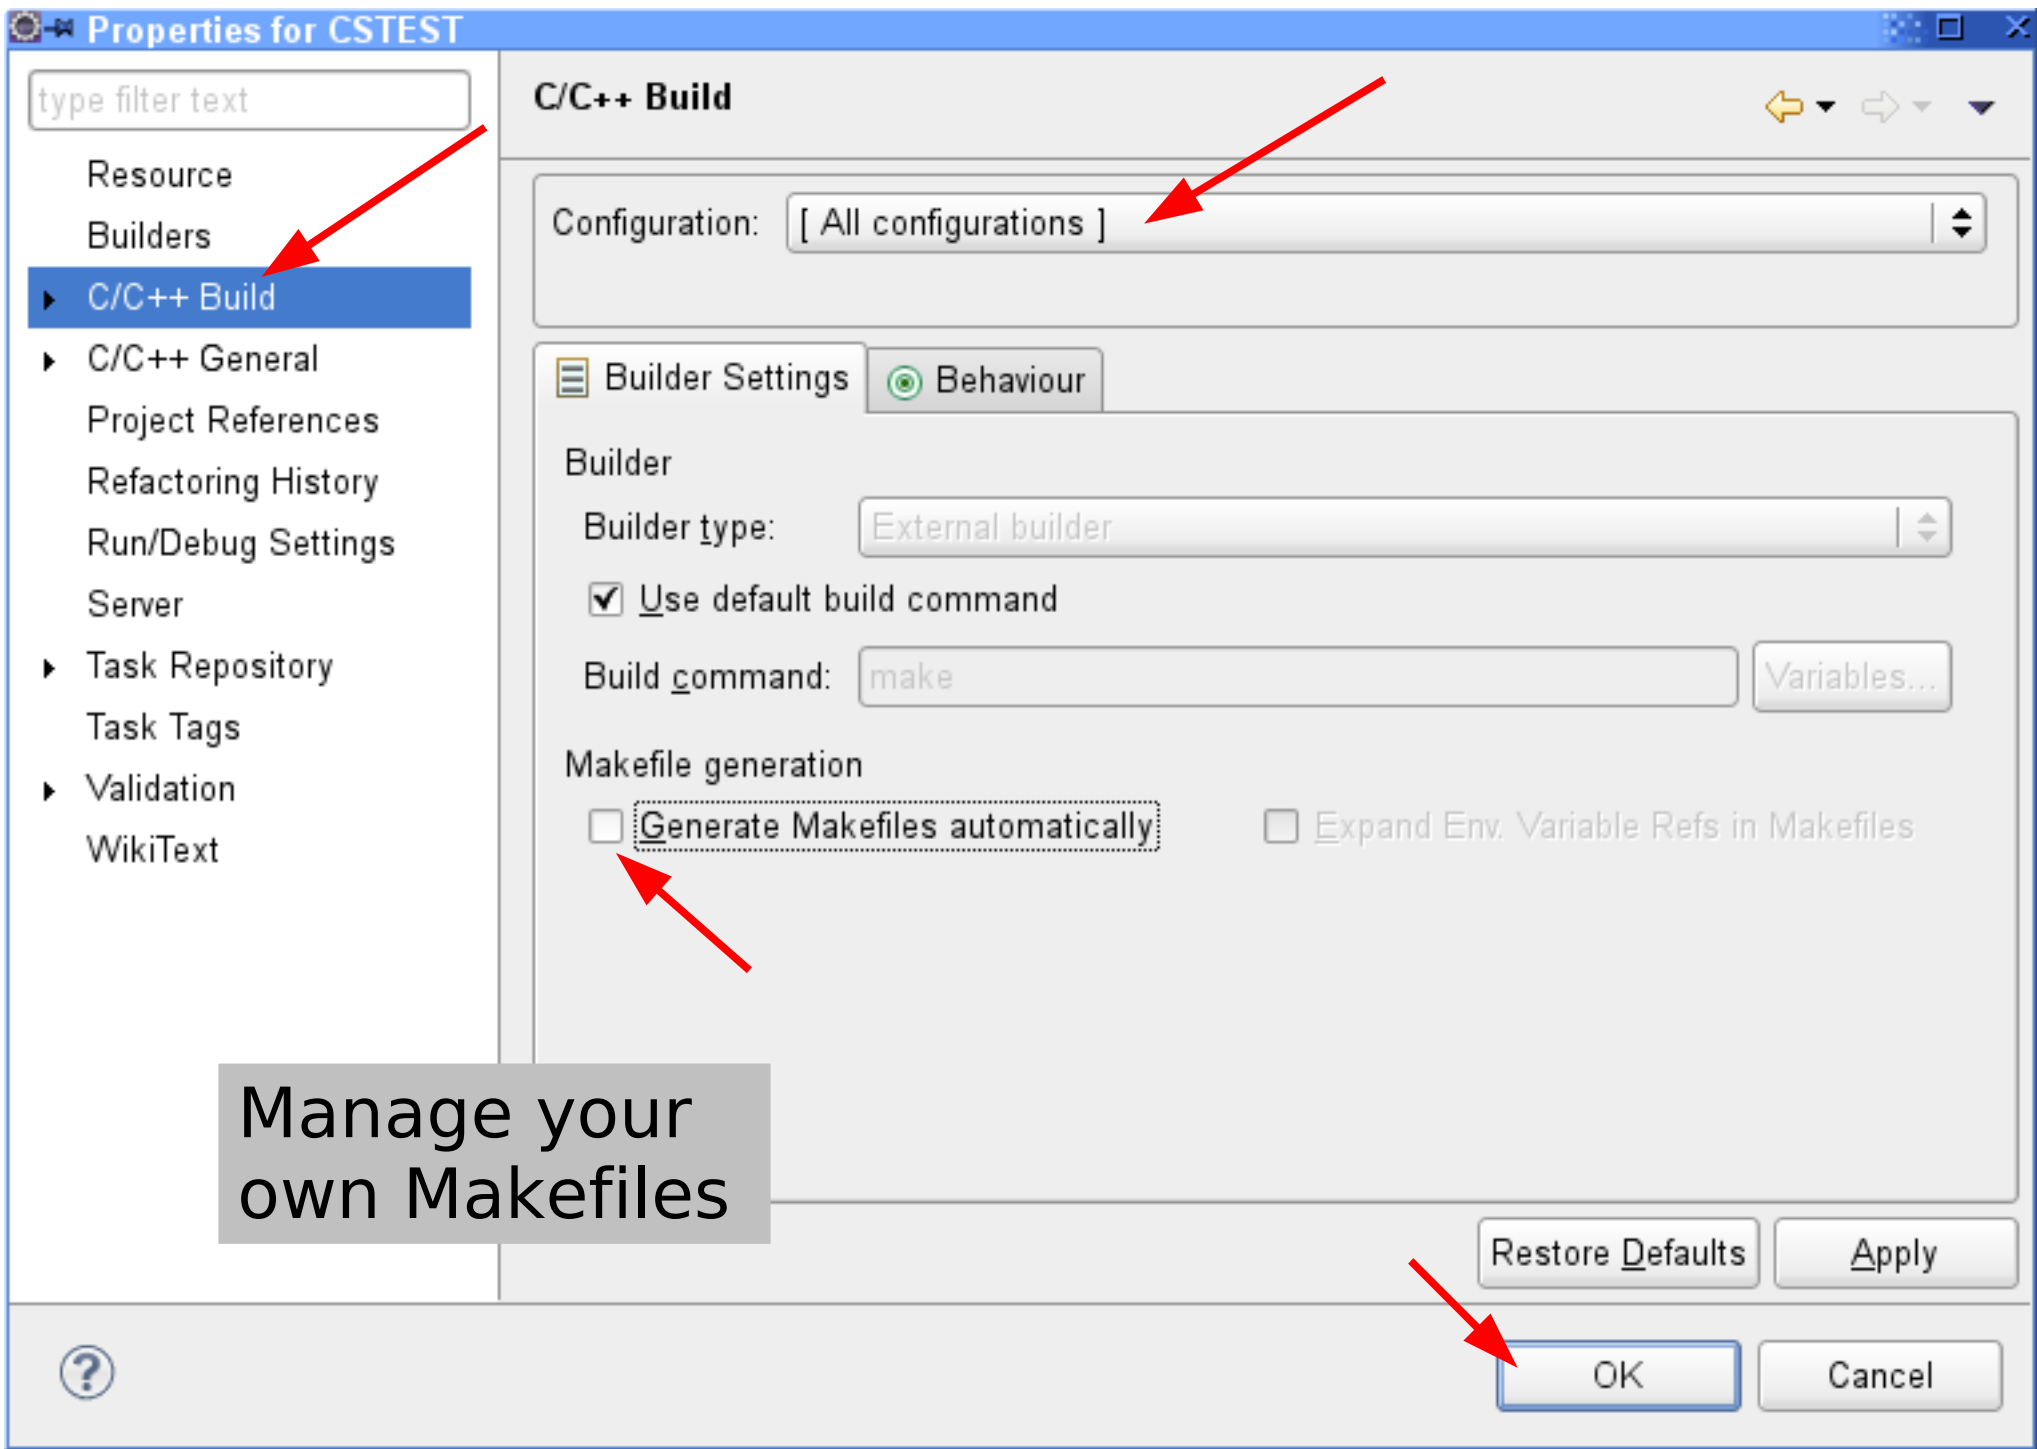 Properties for CSTEST
type filter text
Resource
Builders
C/C++ Build
C/C++ General
Project References
Refactoring History
Run/Debug Settings
Server
Task Repository
Task Tags
Validation
WikiText
C/C++ Build
Configuration: [ All configurations ]
Builder Settings Behaviour
Builder
Builder type: External builder
Use default build command
Build command: make Variables...
Makefile generation
Generate Makefiles automatically Expand Env. Variable Refs in Makefiles
Manage your
own Makefiles
Restore Defaults Apply
OK Cancel